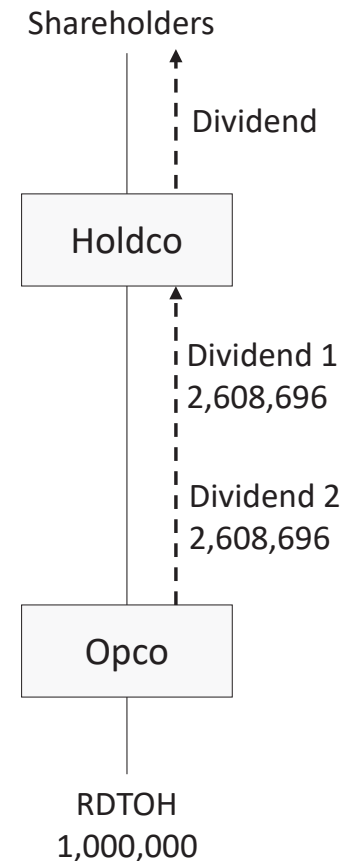 Shareholders
Dividend
Holdco
Dividend 1
2,608,696
Dividend 2
2,608,696
Opco
RDTOH
1,000,000